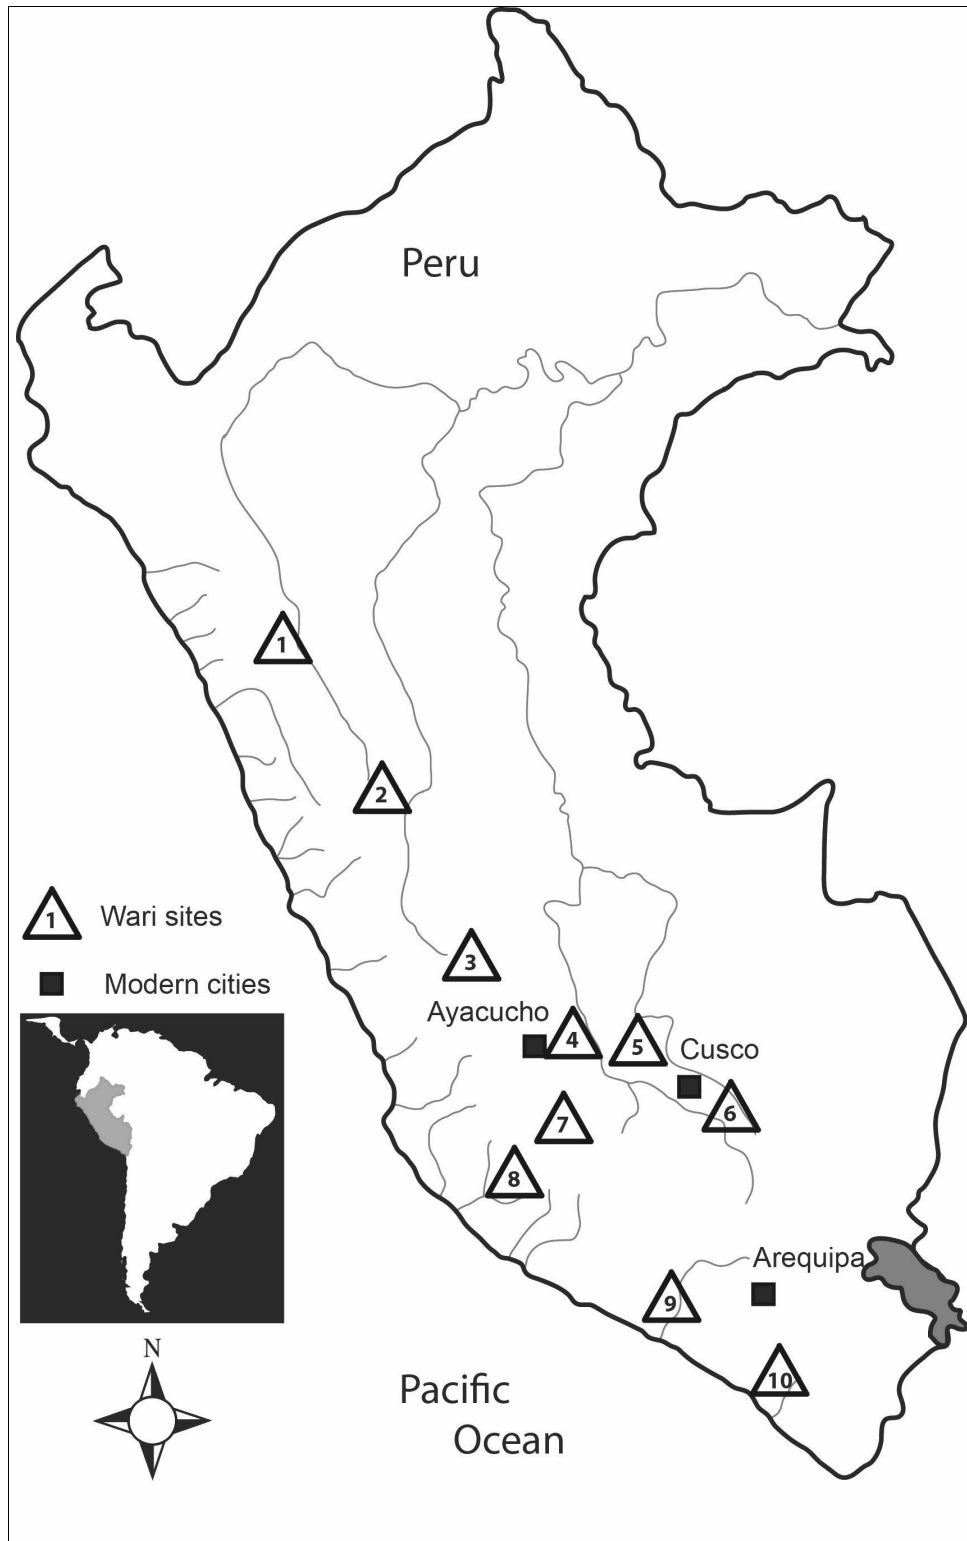 Peru
1
2
1 Wari sites
3
Modern cities
Ayacucho
4
5
Cusco
6
7
8
Arequipa
9
N
10
Pacific
Ocean